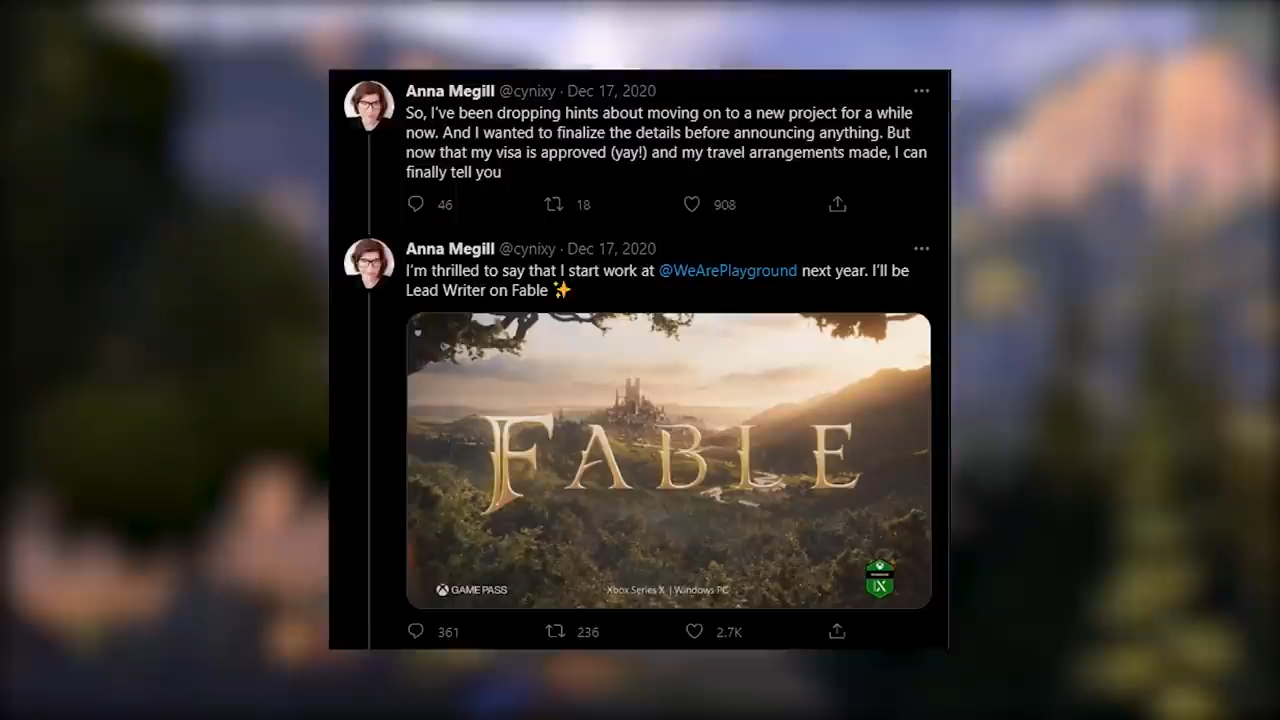 Anna Megill @cynixy · Dec 17, 2020
So, I've been dropping hints about moving on to a new project for a while
now. And I wanted to finalize the details before announcing anything. But
now that my visa is approved (yay!) and my travel arrangements made, I can
finally tell you
46 18 908
Anna Megill @cynixy · Dec 17, 2020
I'm thrilled to say that I start work at @WeArePlayground next year. I'll be
Lead Writer on Fable ✨
FABLE
GAME PASS Xbox Series X | Windows PC
361 236 2.7K